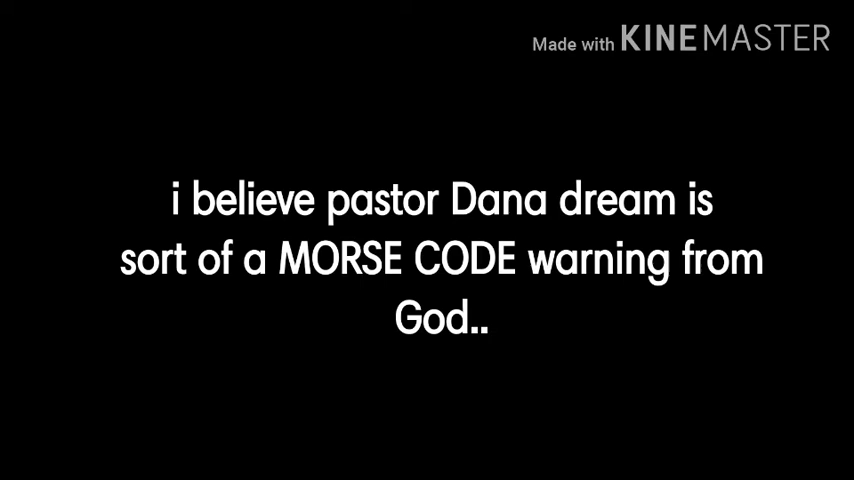 Made with KINEMASTER
i believe pastor Dana dream is
sort of a MORSE CODE warning from
God..